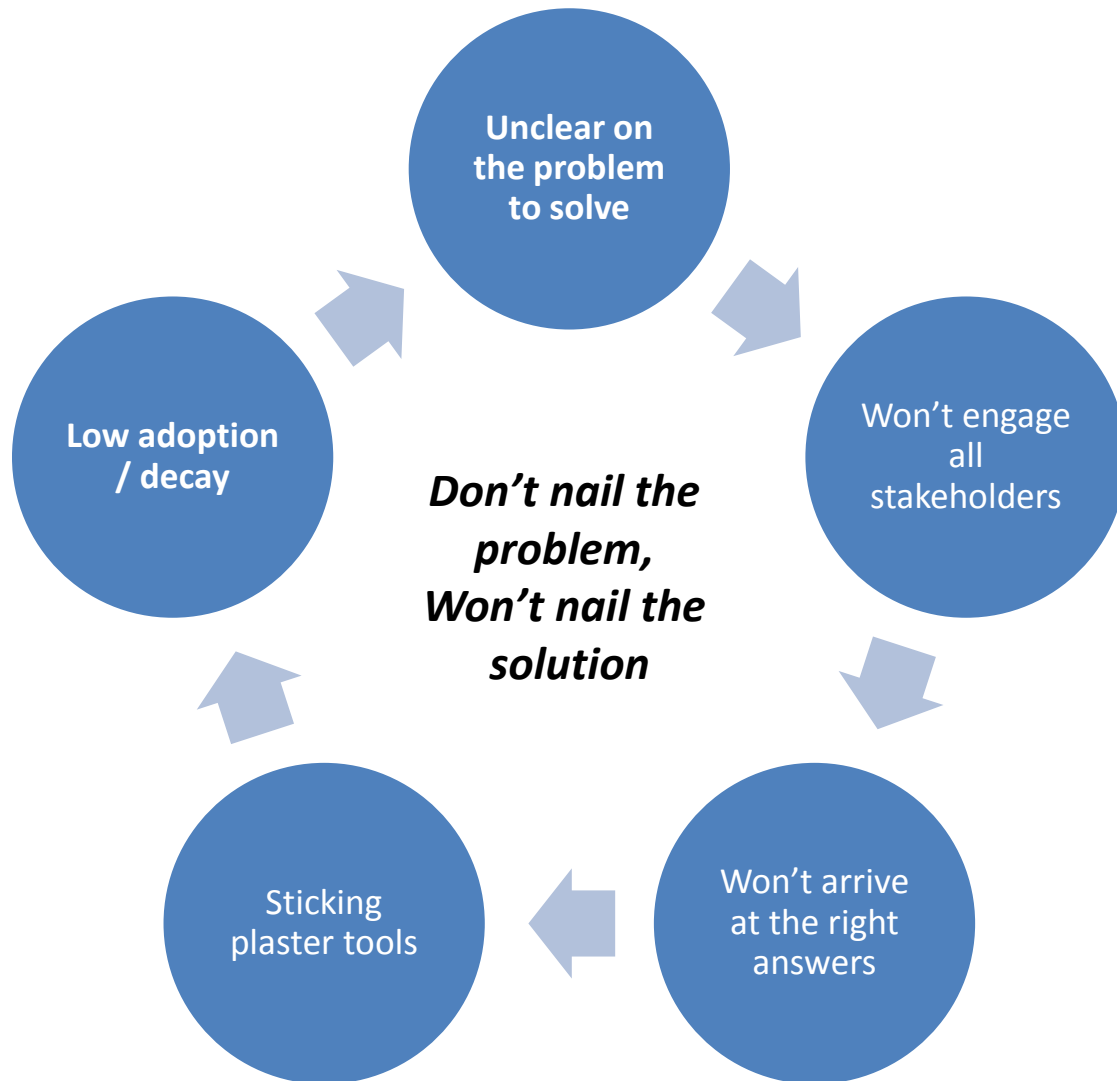 Unclear on
the problem
to solve
Won’t engage
all
stakeholders
Won’t arrive
at the right
answers
Sticking
plaster tools
Low adoption
/ decay
Don’t nail the
problem,
Won’t nail the
solution